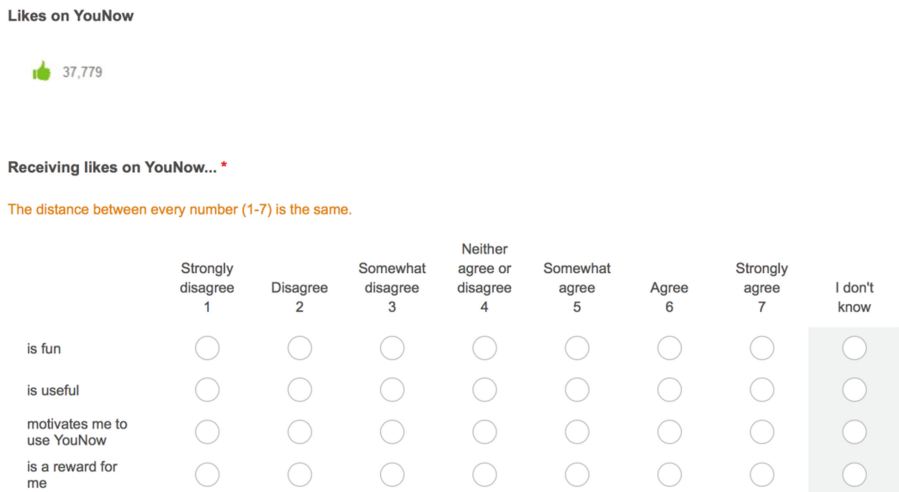 Likes on YouNow
37,779
Receiving likes on YouNow... *
The distance between every number (1-7) is the same.
Strongly disagree 1
Disagree 2
Somewhat disagree 3
Neither agree or disagree 4
Somewhat agree 5
Agree 6
Strongly agree 7
I don't know
is fun
is useful
motivates me to
use YouNow
is a reward for
me